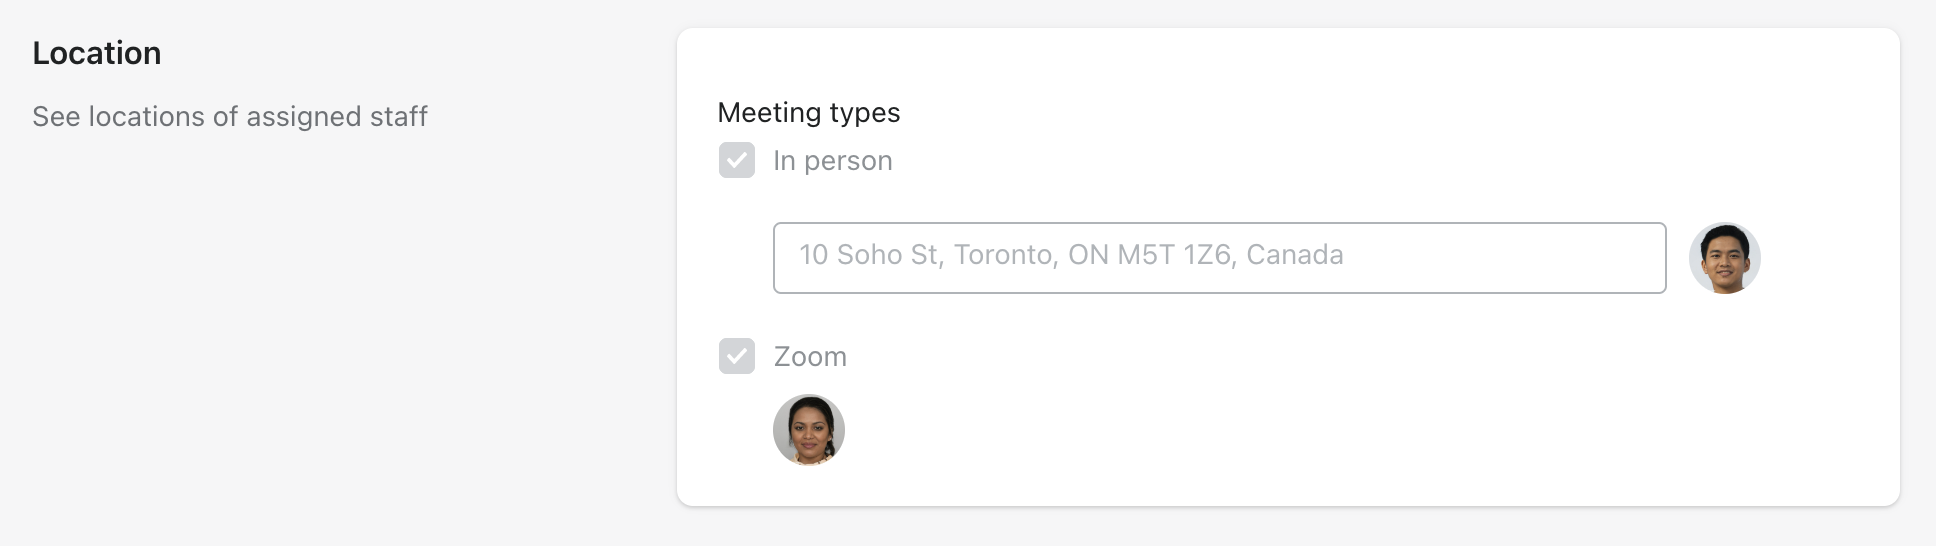 Location
See locations of assigned staff
Meeting types
In person
10 Soho St, Toronto, ON M5T 1Z6, Canada
Zoom